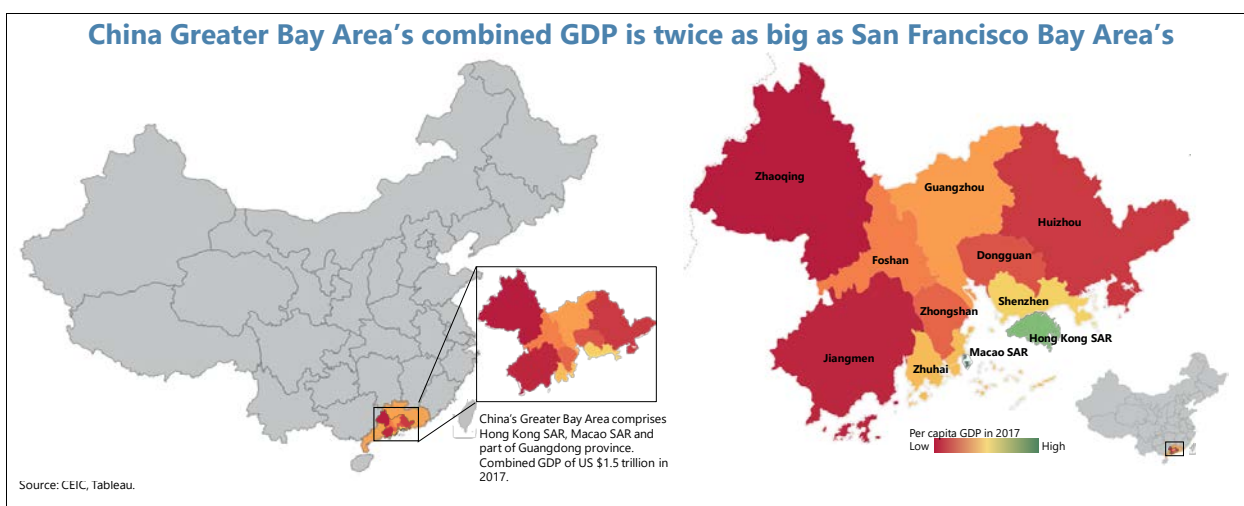 China Greater Bay Area's combined GDP is twice as big as San Francisco Bay Area's
Zhaoqing
Guangzhou
Huizhou
Foshan
Dongguan
Shenzhen
Zhongshan
Hong Kong SAR
Macao SAR
Jiangmen
Zhuhai
China's Greater Bay Area comprises
Hong Kong SAR, Macao SAR and
part of Guangdong province.
Combined GDP of US $1.5 trillion in
2017.
Per capita GDP in 2017
Low High
Source: CEIC, Tableau.